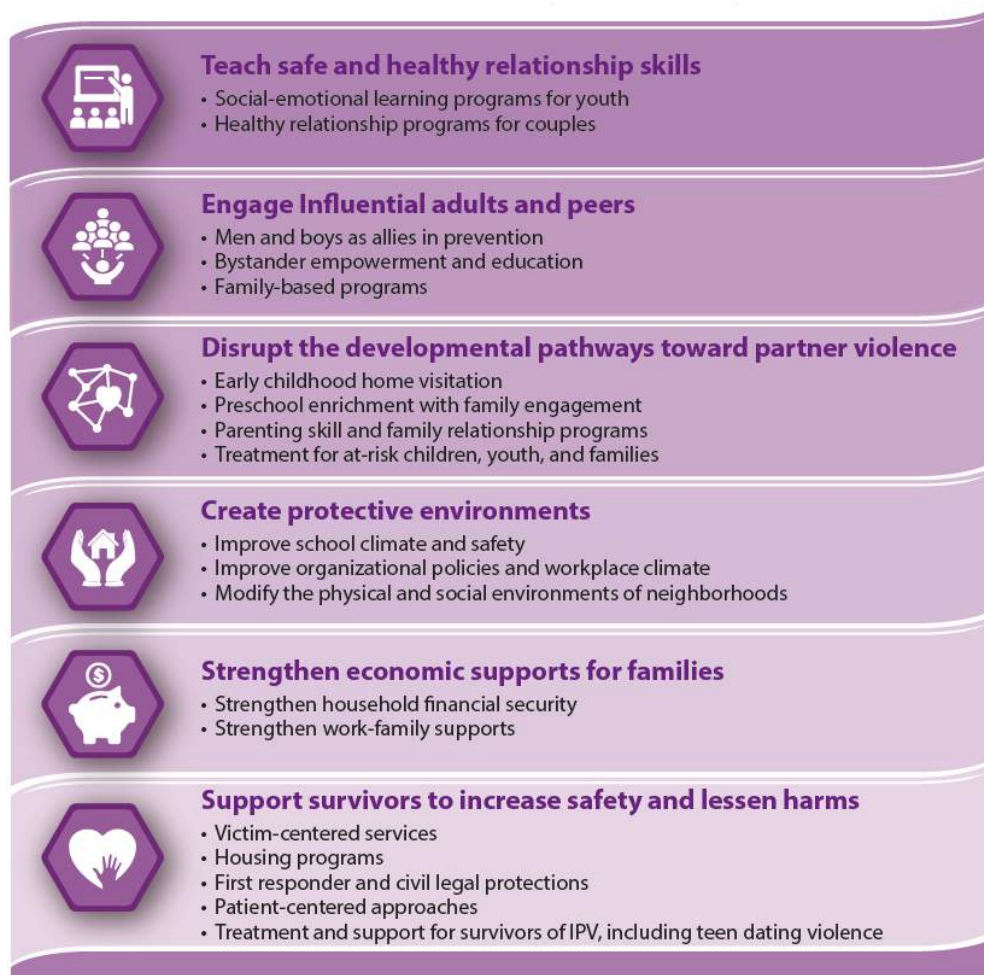 Teach safe and healthy relationship skills
• Social-emotional learning programs for youth
• Healthy relationship programs for couples
Engage Influential adults and peers
• Men and boys as allies in prevention
• Bystander empowerment and education
• Family-based programs
Disrupt the developmental pathways toward partner violence
• Early childhood home visitation
• Preschool enrichment with family engagement
• Parenting skill and family relationship programs
• Treatment for at-risk children, youth, and families
Create protective environments
• Improve school climate and safety
• Improve organizational policies and workplace climate
• Modify the physical and social environments of neighborhoods
$
Strengthen economic supports for families
• Strengthen household financial security
• Strengthen work-family supports
Support survivors to increase safety and lessen harms
• Victim-centered services
• Housing programs
• First responder and civil legal protections
• Patient-centered approaches
• Treatment and support for survivors of IPV, including teen dating violence